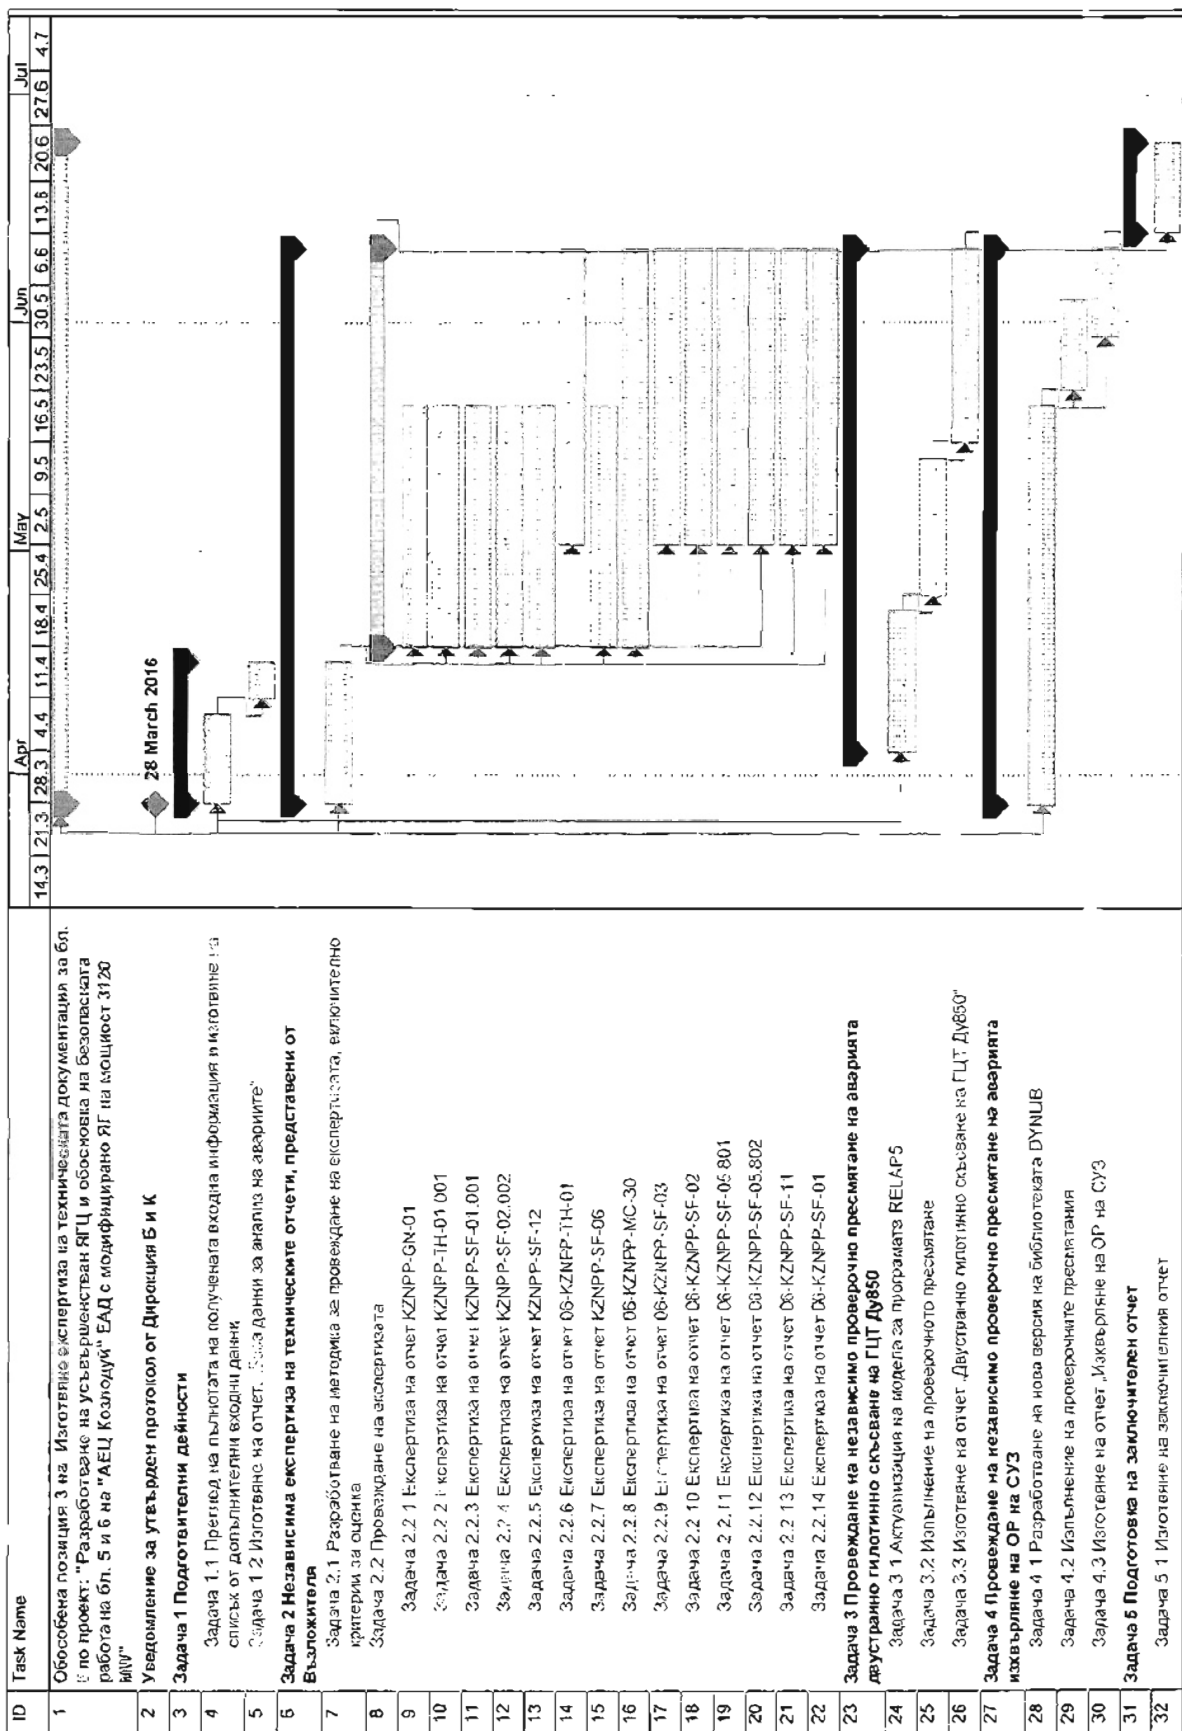 ID
Task Name
Apr
May
Jun
Jul
14.3 21.3 28.3 4.4 11.4 18.4 25.4 2.5 9.5 16.5 23.5 30.5 6.6 13.6 20.6 27.6 4.7
1
Обособена позиция 3 на Изготвяне експертиза на техническата документация за бл.
по проект: "Разработване на усъвършенстван ЯГЦ и обосновка на безопасната
работа на бл. 5 и 6 на "АЕЦ Козлодуй" ЕАД с модифицирано ЯГ на мощност 3120
2
Уведомление за утвърден протокол от Дирекция Б и К
28 March 2016
3
Задача 1 Подготвителни дейности
4
Задача 1.1 Преглед на пълнотата на получената входна информация и изготвяне на
списък от допълнителни входни данни
5
Задача 1.2 Изготвяне на отчет данни за анализ на авариите"
6
Задача 2 Независима експертиза на техническите отчети, представени от
Възложителя
7
Задача 2.1 Разработване на методика за провеждане на експертизата, включително
критерии за оценка
8
Задача 2.2 Провеждане на експертизата
9
Задача 2.2.1 Експертиза на отчет KZNPP-GN-01
10
Задача 2.2.2 Експертиза на отчет KZNPP-TH-01.001
11
Задача 2.2.3 Експертиза на отчет KZNPP-SF-01.001
12
Задача 2.2.4 Експертиза на отчет KZNPP-SF-02.002
13
Задача 2.2.5 Експертиза на отчет KZNPP-SF-12
14
Задача 2.2.6 Експертиза на отчет 06-KZNPP-TH-01
15
Задача 2.2.7 Експертиза на отчет KZNPP-SF-06
16
Задача 2.2.8 Експертиза на отчет 06-KZNPP-MC-30
17
Задача 2.2.9 Експертиза на отчет 06-KZNPP-SF-03
18
Задача 2.2.10 Експертиза на отчет 06-KZNPP-SF-02
19
Задача 2.2.11 Експертиза на отчет 06-KZNPP-SF-05.801
20
Задача 2.2.12 Експертиза на отчет 06-KZNPP-SF-05.802
21
Задача 2.2.13 Експертиза на отчет 06-KZNPP-SF-11
22
Задача 2.2.14 Експертиза на отчет 06-KZNPP-SF-01
23
Задача 3 Провеждане на независимо проверочно пресмятане на аварията
двустранно гилотинно скъсване на ГЦТ Ду850
24
Задача 3.1 Актуализация на модела за програмата RELAP5
25
Задача 3.2 Изпълнение на проверочното пресмятане
26
Задача 3.3 Изготвяне на отчет „Двустранно гилотинно скъсване на ГЦТ Ду850"
27
Задача 4 Провеждане на независимо проверочно пресмятане на аварията
изхвърляне на ОР на СУЗ
28
Задача 4.1 Разработване на нова версия на библиотеката DYNLIB
29
Задача 4.2 Изпълнение на проверочните пресмятания
30
Задача 4.3 Изготвяне на отчет „Изхвърляне на ОР на СУЗ
31
Задача 5 Подготовка на заключителен отчет
32
Задача 5.1 Изготвяне на заключителния отчет